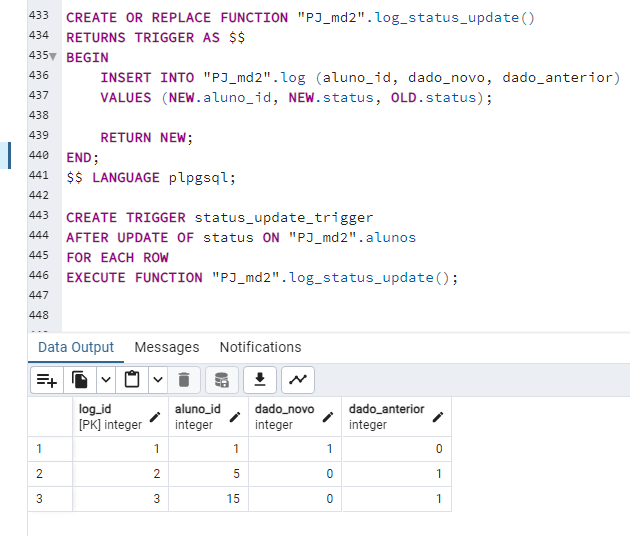 433 CREATE OR REPLACE FUNCTION "PJ_md2".log_status_update()
434 RETURNS TRIGGER AS $$
435 BEGIN
436 INSERT INTO "PJ_md2".log (aluno_id, dado_novo, dado_anterior)
437 VALUES (NEW.aluno_id, NEW.status, OLD.status);
438
439 RETURN NEW;
440 END;
441 $$ LANGUAGE plpgsql;
442
443 CREATE TRIGGER status_update_trigger
444 AFTER UPDATE OF status ON "PJ_md2".alunos
445 FOR EACH ROW
446 EXECUTE FUNCTION "PJ_md2".log_status_update();
447
448
Data Output Messages Notifications
log_id aluno_id dado_novo dado_anterior
[PK] integer integer integer integer
1 1 1 1 0
2 2 5 0 1
3 3 15 0 1